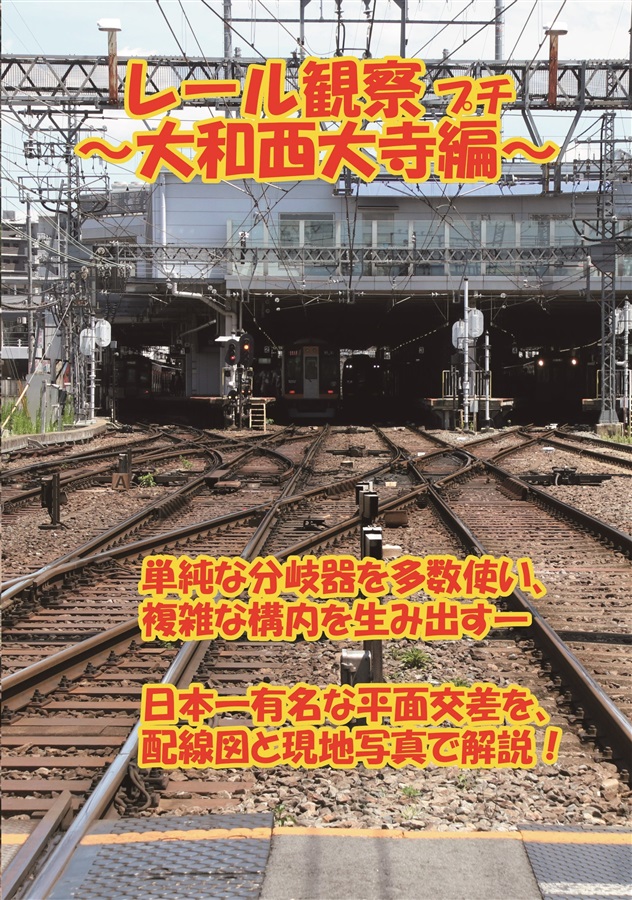 レール観察 プチ
～大和西大寺編～
A
単純な分岐器を多数使い、
複雑な構内を生み出すー
日本一有名な平面交差を、
配線図と現地写真で解説！